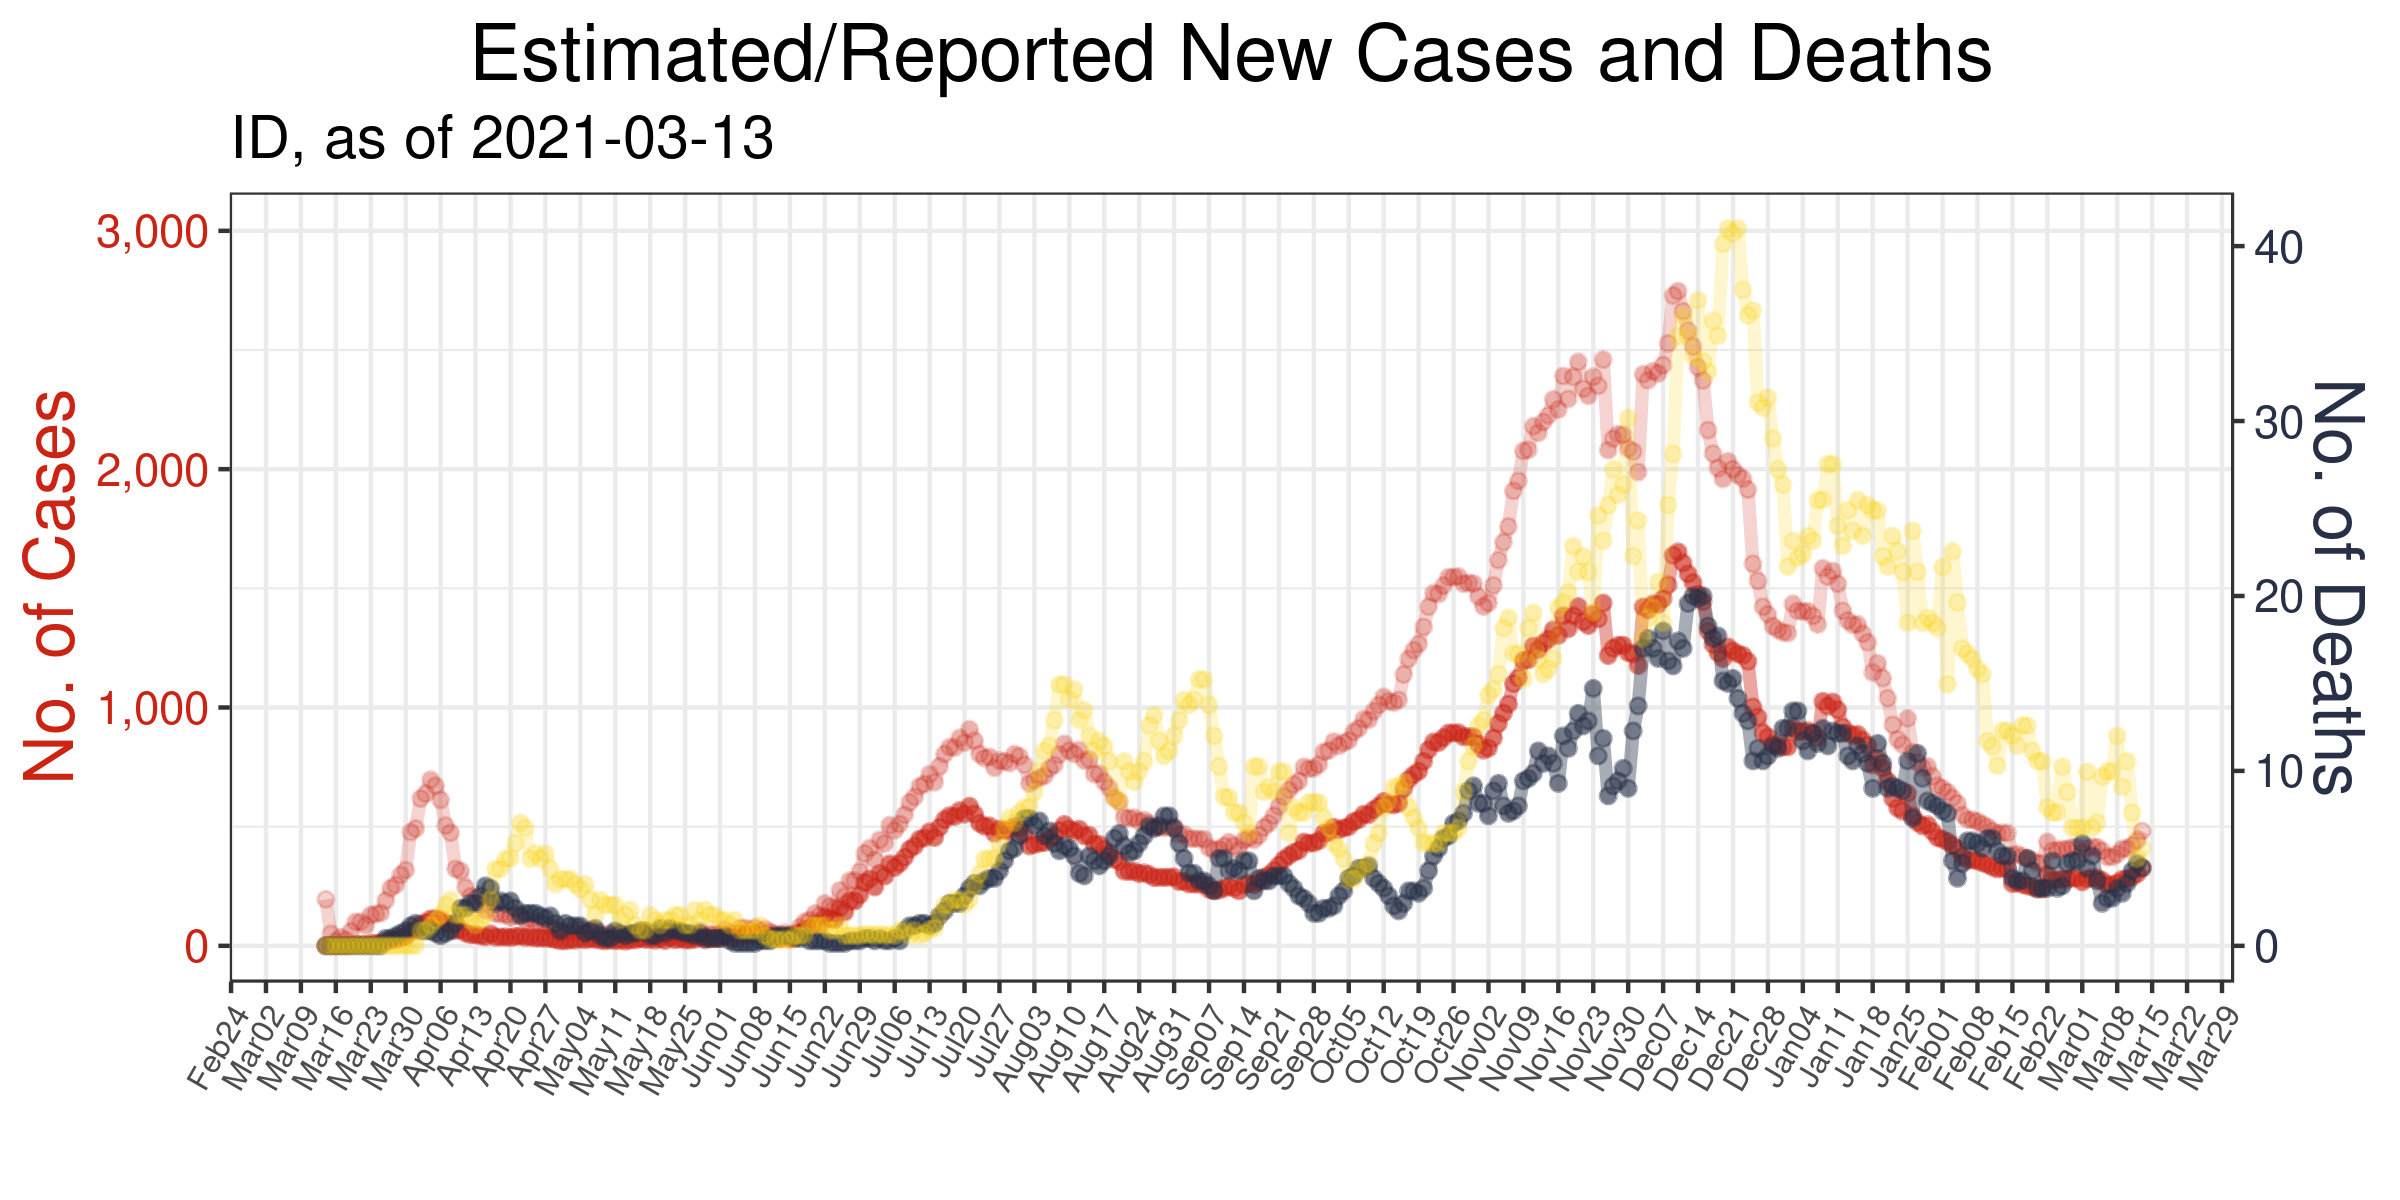 Estimated/Reported New Cases and Deaths
ID, as of 2021-03-13
No. of Cases
3,000
2,000
1,000
0
40
30
20
10
0
No. of Deaths
Feb24
Mar02
Mar09
Mar16
Mar23
Mar30
Apr06
Apr13
Apr20
Apr27
May04
May11
May18
May25
Jun01
Jun08
Jun15
Jun22
Jun29
Jul06
Jul13
Jul20
Jul27
Aug03
Aug10
Aug17
Aug24
Aug31
Sep07
Sep14
Sep21
Sep28
Oct05
Oct12
Oct19
Oct26
Nov02
Nov09
Nov16
Nov23
Nov30
Dec07
Dec14
Dec21
Dec28
Jan04
Jan11
Jan18
Jan25
Feb01
Feb08
Feb15
Feb22
Mar01
Mar08
Mar15
Mar22
Mar29